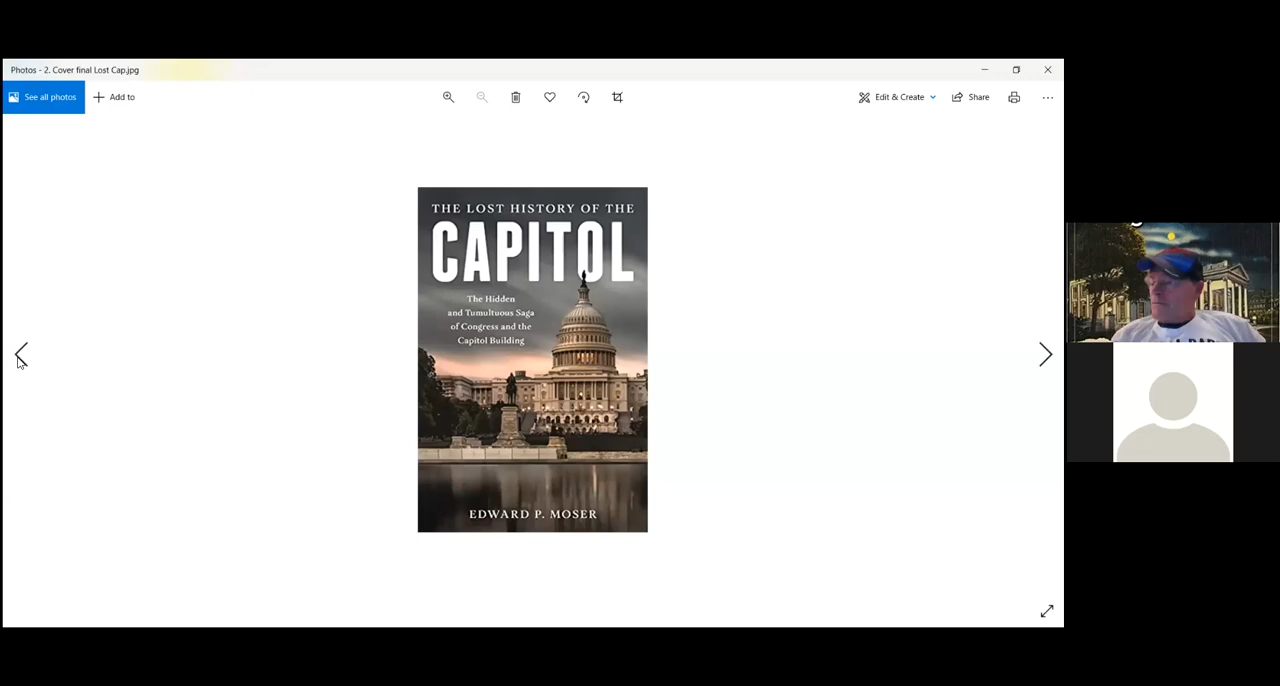 Photos - 2. Cover final Lost Cap.jpg
See all photos
Add to
Edit & Create
Share
THE LOST HISTORY OF THE
CAPITOL
The Hidden
and Tumultuous Saga
of Congress and the
Capitol Building
EDWARD P. MOSER